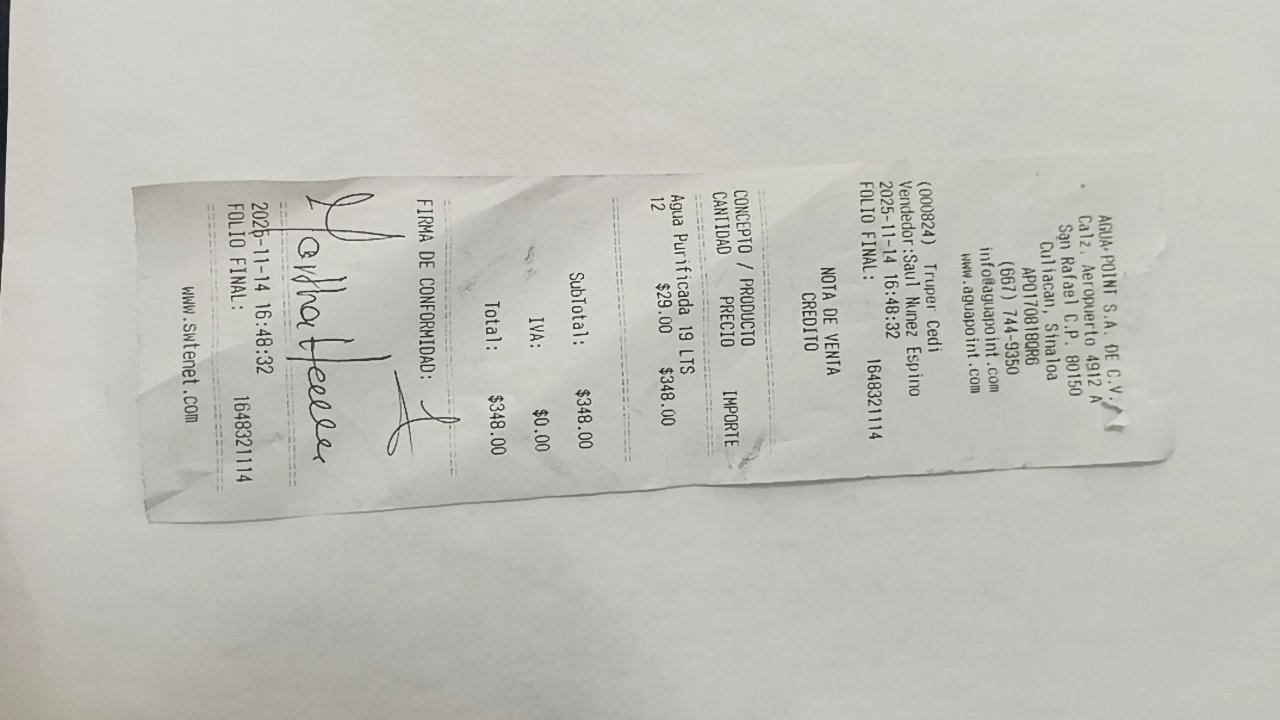 AGUA POINT S.A. DE C.V.
Calz. Aeropuerto 4912 A
San Rafael C.P. 80150
Culiacan, Sinaloa
APO170818QR6
(667) 744-9350
info@aguapoint.com
www.aguapoint.com
(000824) Truper Cedi
Vendedor:Saul Nunez Espino
2025-11-14 16:48:32
FOLIO FINAL: 1648321114
NOTA DE VENTA
CREDITO
CONCEPTO / PRODUCTO
CANTIDAD PRECIO IMPORTE
Agua Purificada 19 LTS
12 $29.00 $348.00
SubTotal: $348.00
IVA: $0.00
Total: $348.00
FIRMA DE CONFORMIDAD:
Martha
2025-11-14 16:48:32
FOLIO FINAL: 1648321114
www.swtenet.com